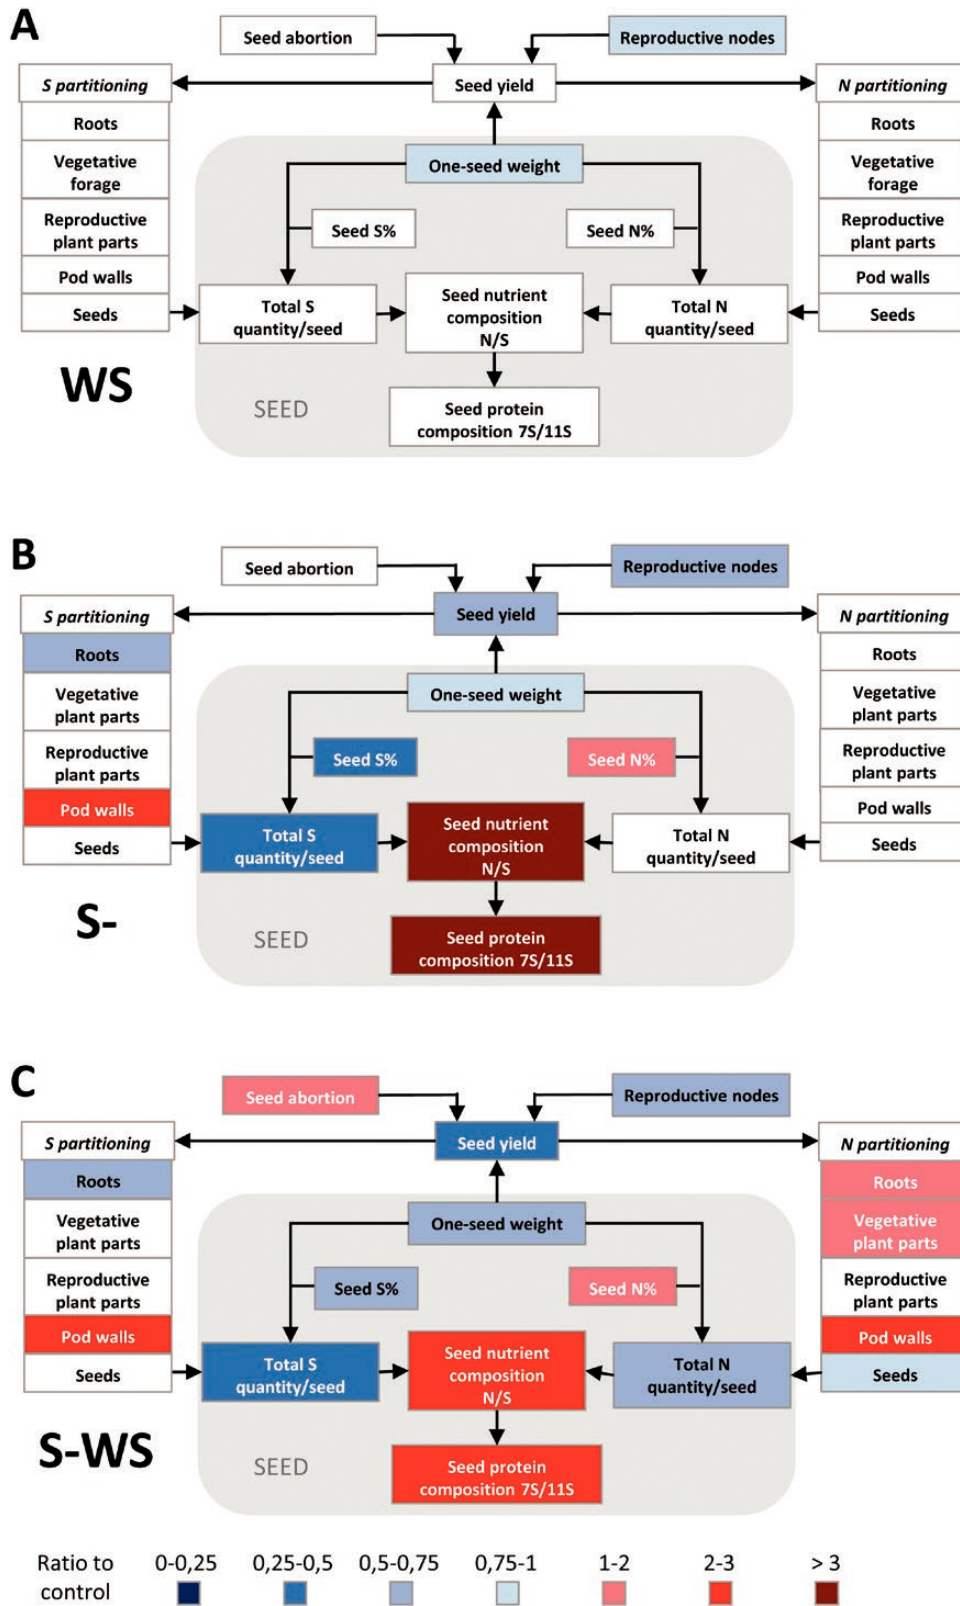 A
Seed abortion
Reproductive nodes
S partitioning
Seed yield
N partitioning
Roots
Vegetative
forage
Reproductive
plant parts
Pod walls
Seeds
One-seed weight
Seed S%
Seed N%
Total S
quantity/seed
Seed nutrient
composition
N/S
Total N
quantity/seed
Seed protein
composition 7S/11S
SEED
Roots
Vegetative
forage
Reproductive
plant parts
Pod walls
Seeds
WS
B
Seed abortion
Reproductive nodes
S partitioning
Seed yield
N partitioning
Roots
Vegetative
plant parts
Reproductive
plant parts
Pod walls
Seeds
One-seed weight
Seed S%
Seed N%
Total S
quantity/seed
Seed nutrient
composition
N/S
Total N
quantity/seed
Seed protein
composition 7S/11S
SEED
Roots
Vegetative
plant parts
Reproductive
plant parts
Pod walls
Seeds
S-
C
Seed abortion
Reproductive nodes
S partitioning
Seed yield
N partitioning
Roots
Vegetative
plant parts
Reproductive
plant parts
Pod walls
Seeds
One-seed weight
Seed S%
Seed N%
Total S
quantity/seed
Seed nutrient
composition
N/S
Total N
quantity/seed
Seed protein
composition 7S/11S
SEED
Roots
Vegetative
plant parts
Reproductive
plant parts
Pod walls
Seeds
S-WS
Ratio to
control
0-0,25
0,25-0,5
0,5-0,75
0,75-1
1-2
2-3
> 3